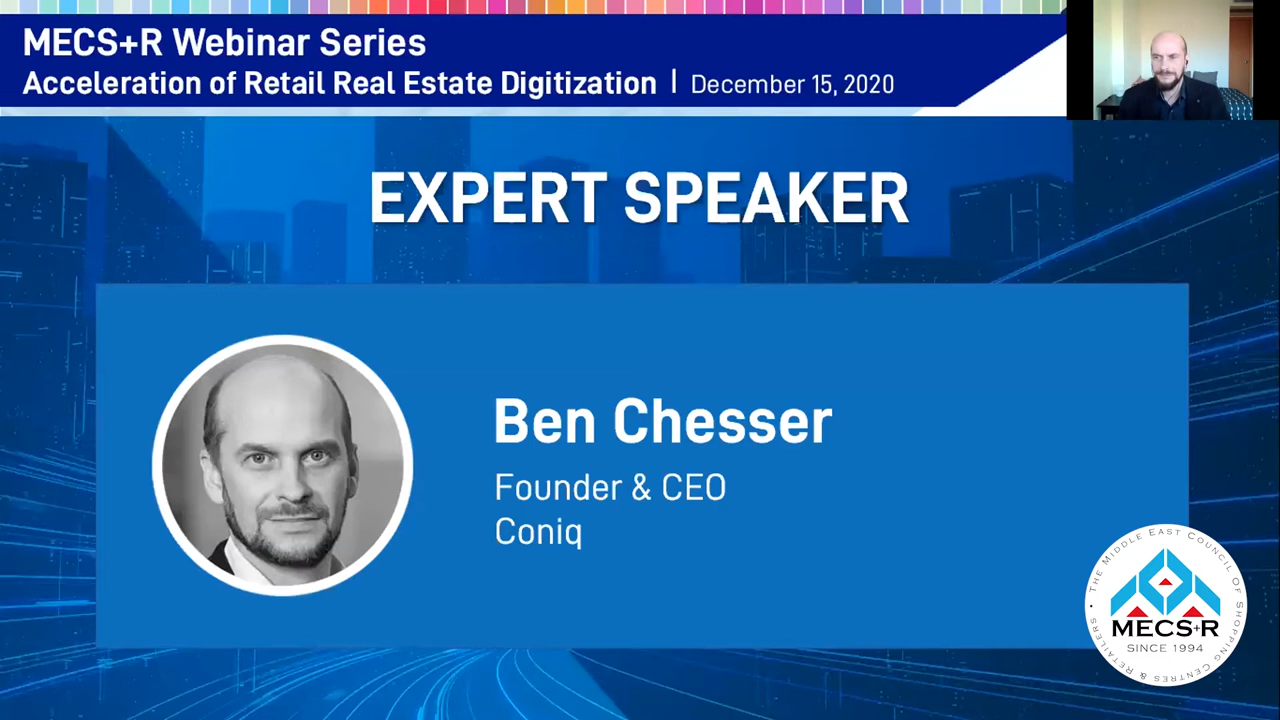 MECS+R Webinar Series
Acceleration of Retail Real Estate Digitization | December 15, 2020
EXPERT SPEAKER
Ben Chesser
Founder & CEO
Coniq
THE MIDDLE EAST COUNCIL OF SHOPPING CENTRES & RETAILERS
MECS+R
SINCE 1994